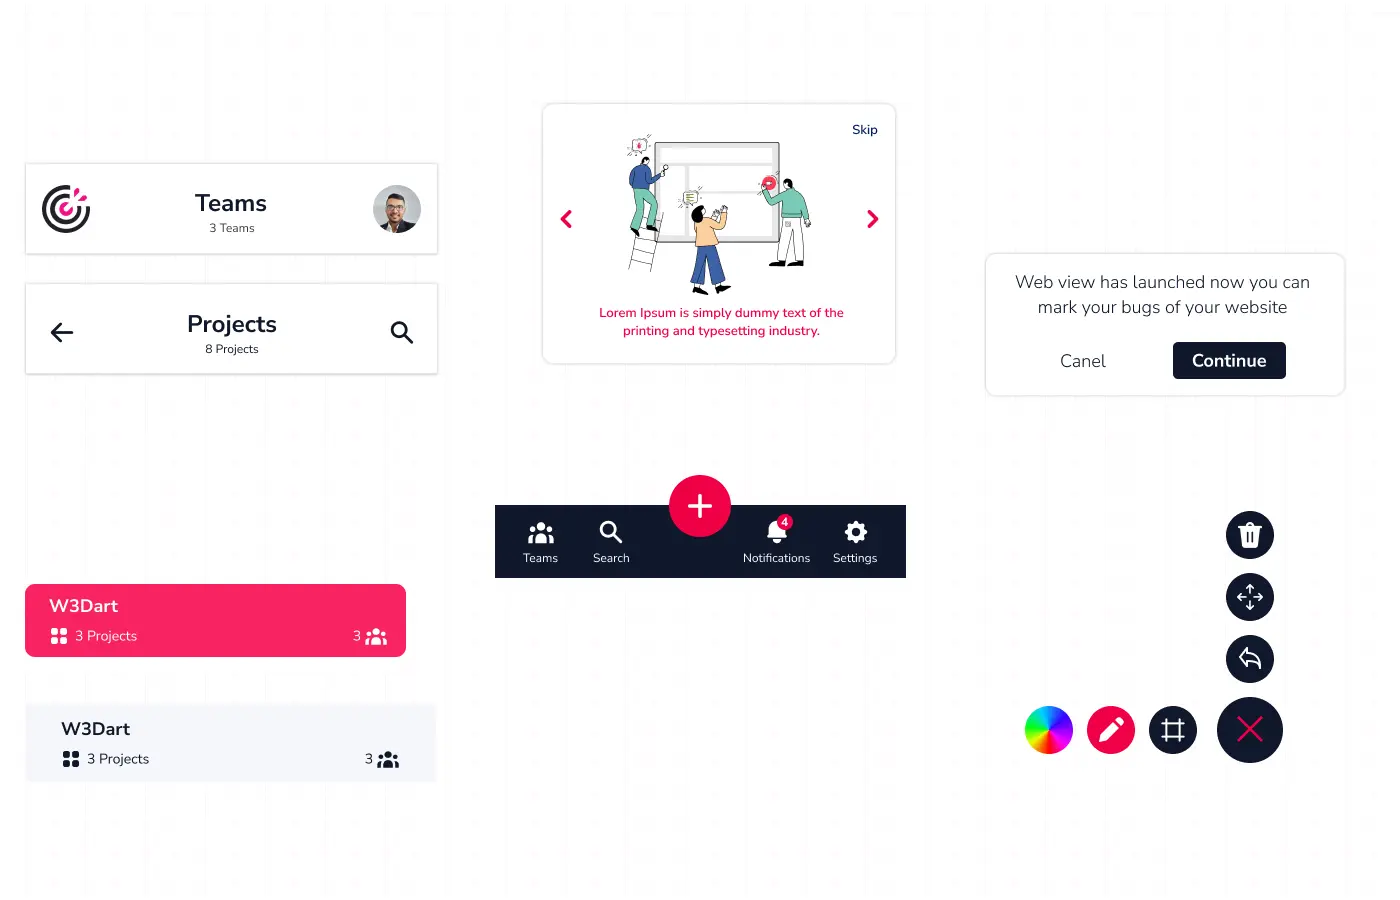 Teams
3 Teams
Projects
8 Projects
W3Dart
3 Projects
3
W3Dart
3 Projects
3
Skip
Lorem Ipsum is simply dummy text of the
printing and typesetting industry.
4
Teams
Search
Notifications
Settings
Web view has launched now you can
mark your bugs of your website
Canel
Continue